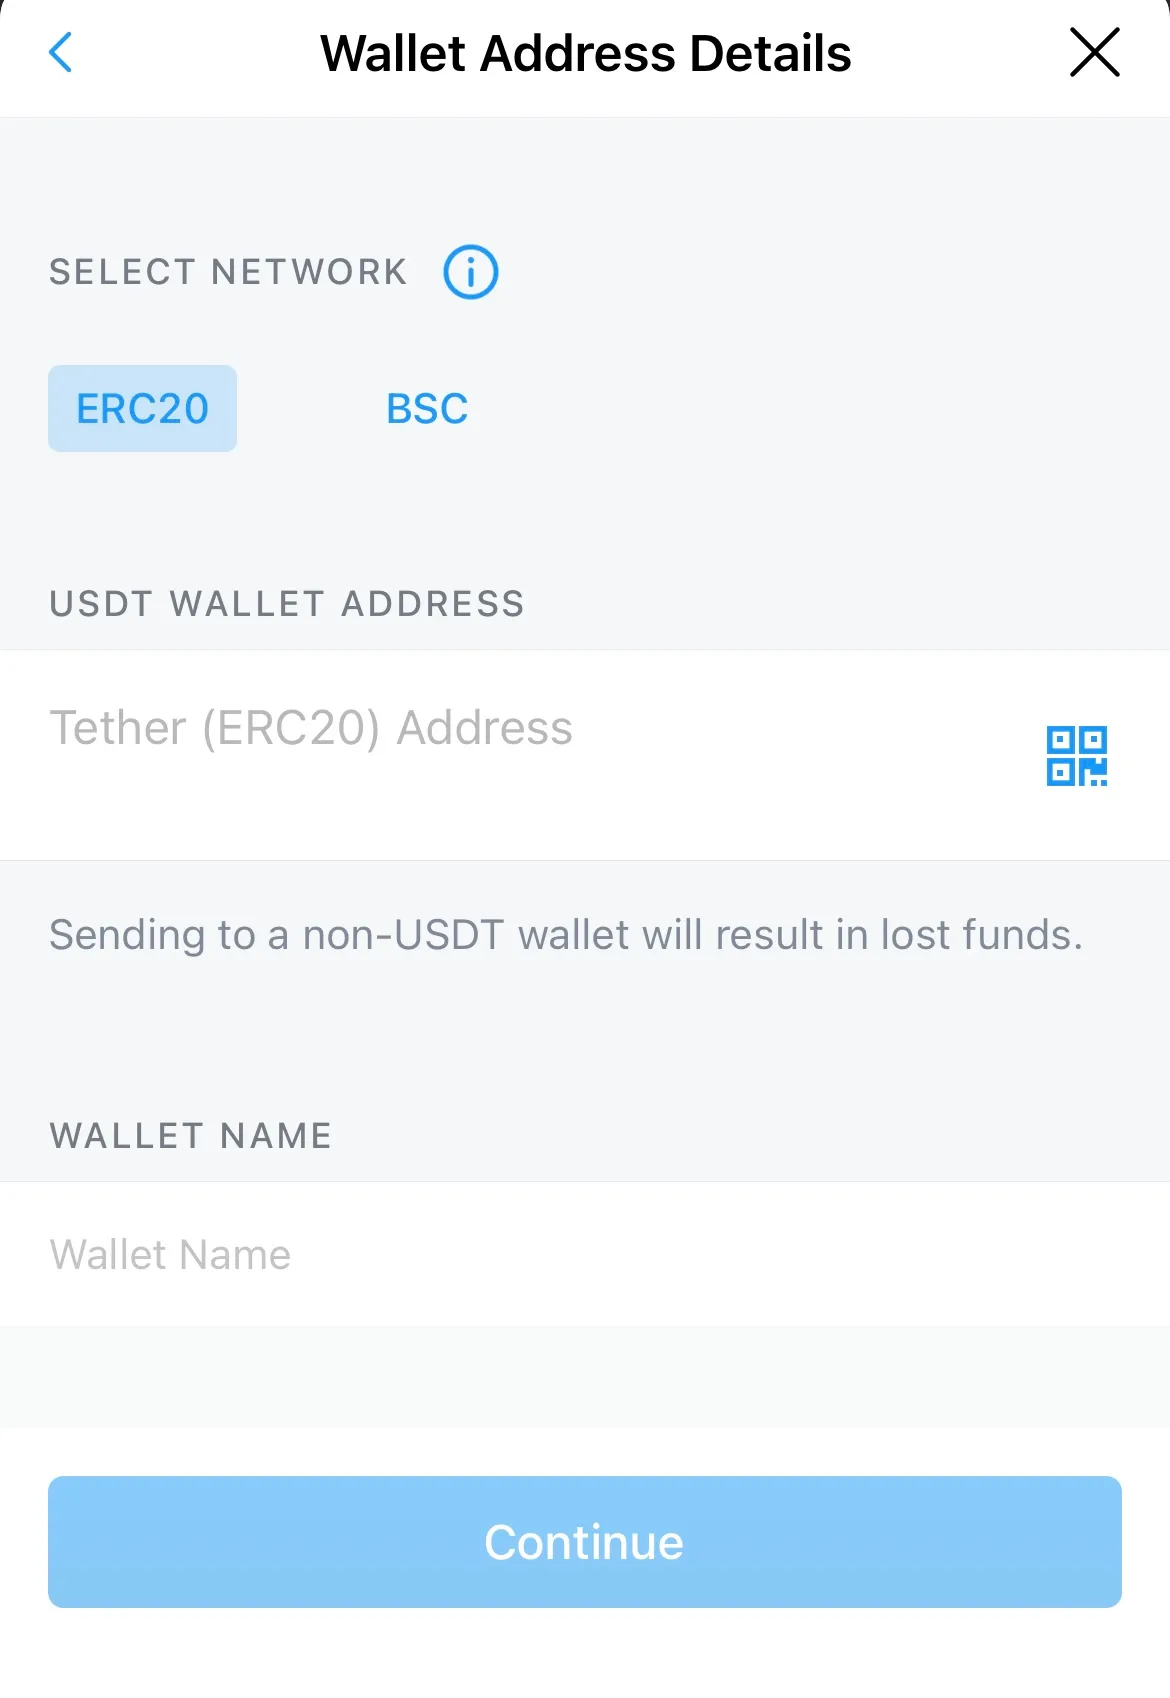 Wallet Address Details
SELECT NETWORK
ERC20 BSC
USDT WALLET ADDRESS
Tether (ERC20) Address
Sending to a non-USDT wallet will result in lost funds.
WALLET NAME
Wallet Name
Continue